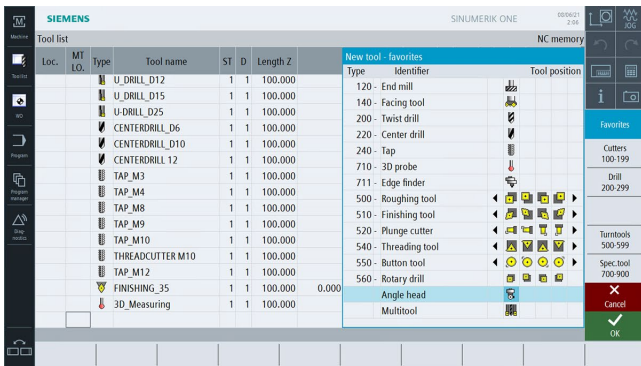 SIEMENS
SINUMERIK ONE
2:06
JOG
Machine
Tool list
NC memory
Loc. MT LO. Type Tool name ST D Length Z
U_DRILL_D12 1 1 100.000
U_DRILL_D15 1 1 100.000
U-DRILL_D25 1 1 100.000
CENTERDRILL_D6 1 1 100.000
CENTERDRILL_D10 1 1 100.000
CENTERDRILL 12 1 1 100.000
TAP_M3 1 1 100.000
TAP_M4 1 1 100.000
TAP_M8 1 1 100.000
TAP_M9 1 1 100.000
TAP_M10 1 1 100.000
THREADCUTTER M10 1 1 100.000
TAP_M12 1 1 100.000
FINISHING_35 1 1 100.000 0.000
3D_Measuring 1 1 100.000
New tool - favorites
Type Identifier Tool position
120 - End mill
140 - Facing tool
200 - Twist drill
220 - Center drill
240 - Tap
710 - 3D probe
711 - Edge finder
500 - Roughing tool
510 - Finishing tool
520 - Plunge cutter
540 - Threading tool
550 - Button tool
560 - Rotary drill
Angle head
Multitool
Tool list
WO
Program
Program manager
Diag-nostics
Favorites
Cutters
100-199
Drill
200-299
Turntools
500-599
Spec.tool
700-900
Cancel
OK